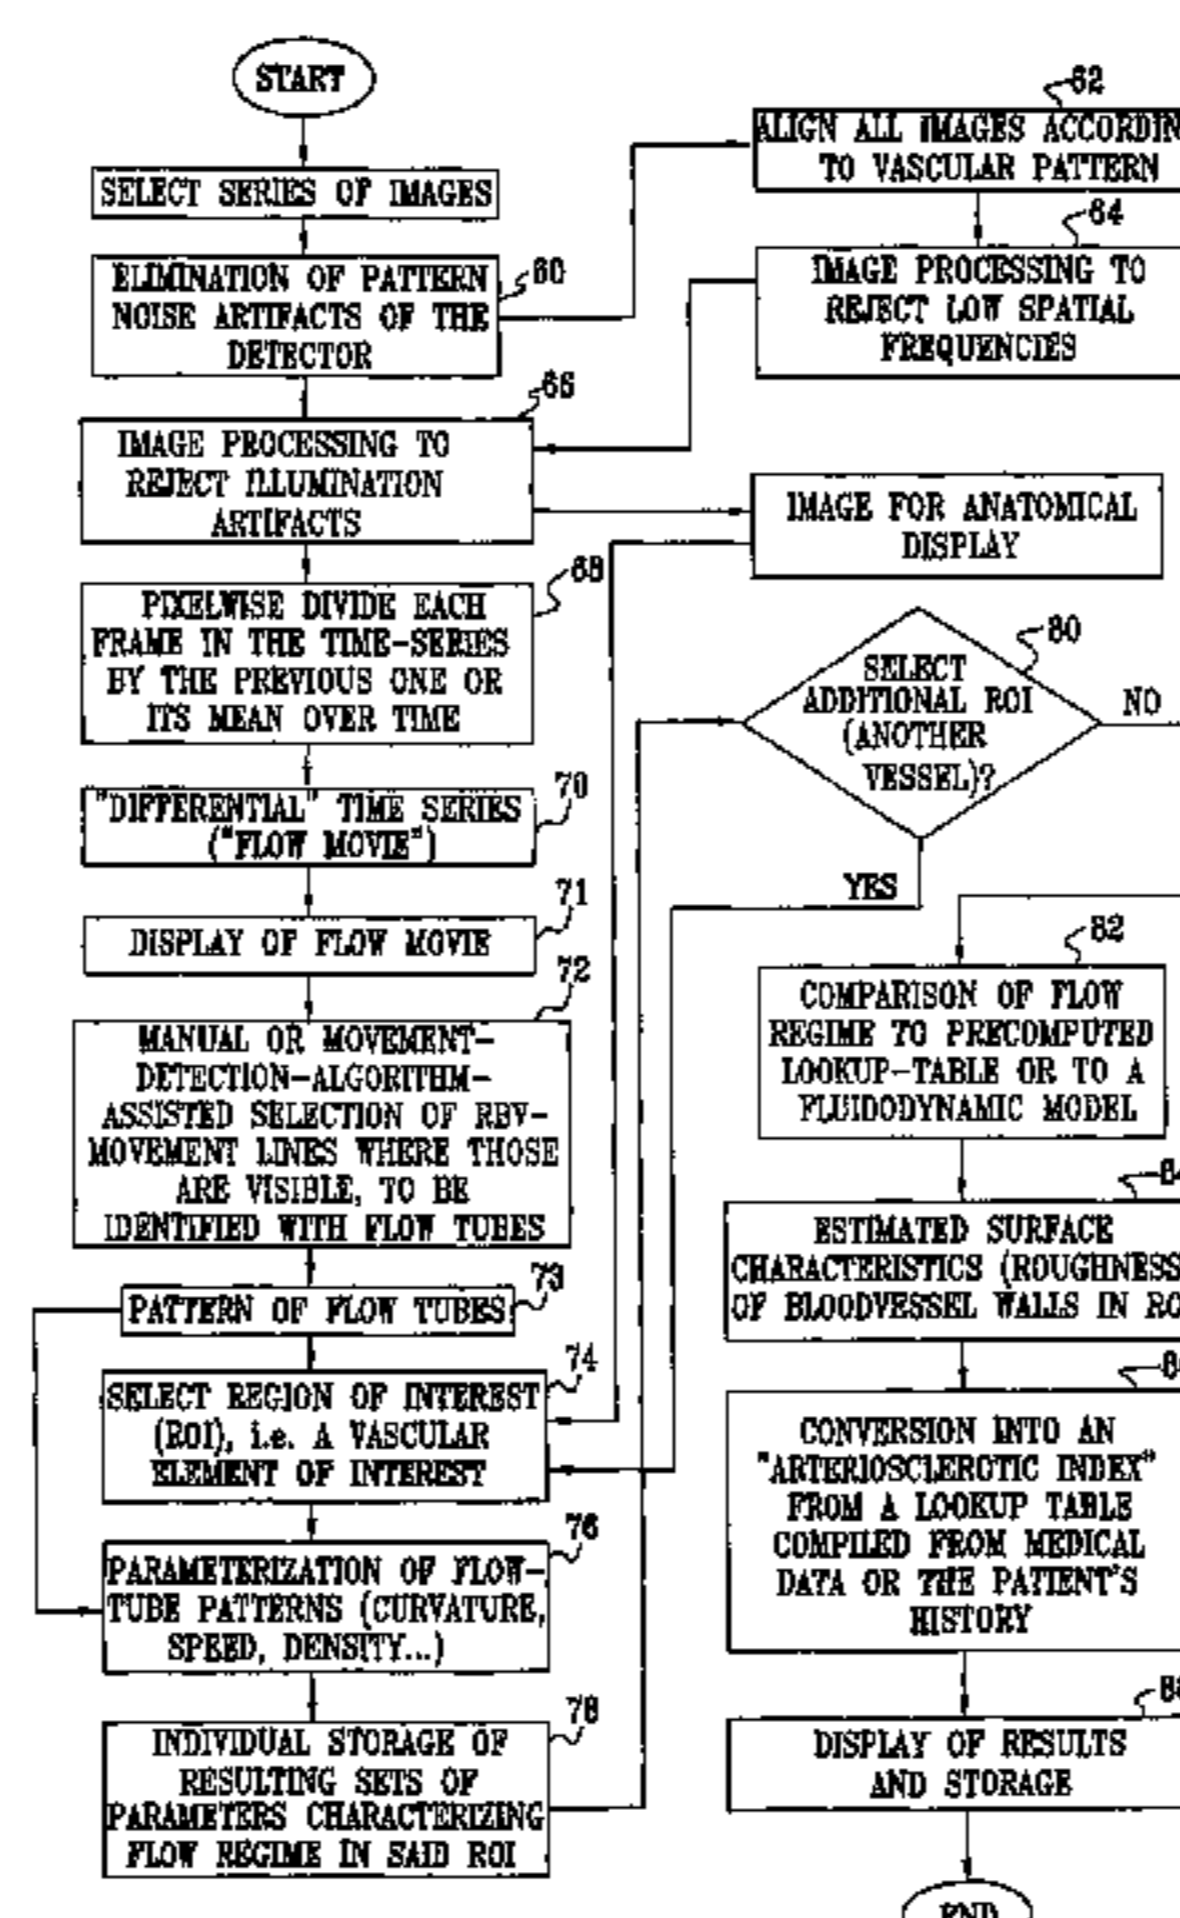 START
SELECT SERIES OF IMAGES
ELIMINATION OF PATTERN
NOISE ARTIFACTS OF THE
DETECTOR
60
62
ALIGN ALL IMAGES ACCORDIN
TO VASCULAR PATTERN
64
IMAGE PROCESSING TO
REJECT LOW SPATIAL
FREQUENCIES
66
IMAGE PROCESSING TO
REJECT ILLUMINATION
ARTIFACTS
IMAGE FOR ANATOMICAL
DISPLAY
68
PIXELWISE DIVIDE EACH
FRAME IN THE TIME-SERIES
BY THE PREVIOUS ONE OR
ITS MEAN OVER TIME
70
"DIFFERENTIAL" TIME SERIES
("FLOW MOVIE")
71
DISPLAY OF FLOW MOVIE
72
MANUAL OR MOVEMENT-
DETECTION-ALGORITHM-
ASSISTED SELECTION OF RBV-
MOVEMENT LINES WHERE THOSE
ARE VISIBLE, TO BE
IDENTIFIED WITH FLOW TUBES
73
PATTERN OF FLOW TUBES
74
SELECT REGION OF INTEREST
(ROI), i.e. A VASCULAR
ELEMENT OF INTEREST
76
PARAMETERIZATION OF FLOW-
TUBE PATTERNS (CURVATURE,
SPEED, DENSITY...)
78
INDIVIDUAL STORAGE OF
RESULTING SETS OF
PARAMETERS CHARACTERIZING
FLOW REGIME IN SAID ROI
80
SELECT
ADDITIONAL ROI
(ANOTHER
VESSEL)?
NO
YES
82
COMPARISON OF FLOW
REGIME TO PRECOMPUTED
LOOKUP-TABLE OR TO A
FLUIDODYNAMIC MODEL
ESTIMATED SURFACE
CHARACTERISTICS (ROUGHNESS
OF BLOODVESSEL WALLS IN RO
CONVERSION INTO AN
"ARTERIOSCLEROTIC INDEX"
FROM A LOOKUP TABLE
COMPILED FROM MEDICAL
DATA OR THE PATIENT'S
HISTORY
DISPLAY OF RESULTS
AND STORAGE
END